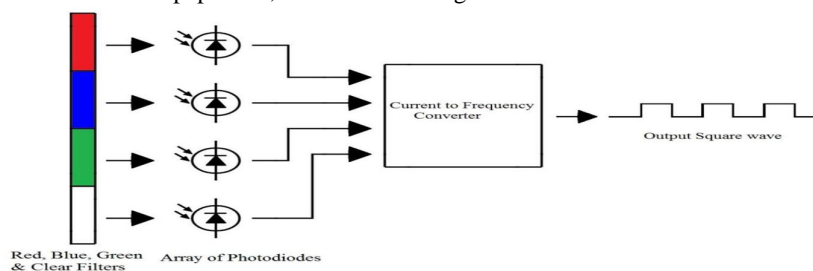 Current to Frequency
Converter
Output Square wave
Red, Blue, Green
& Clear Filters
Array of Photodiodes